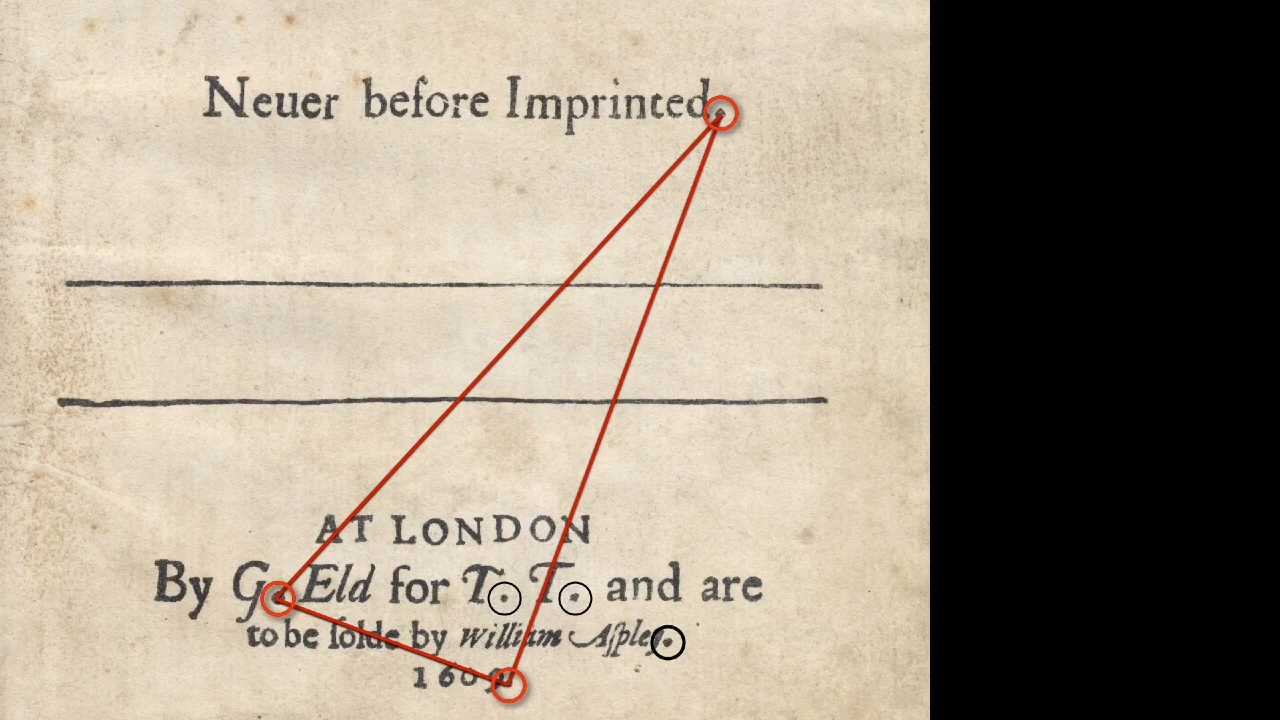 Neuer before Imprinted.
AT LONDON
By G. Eld for T. T. and are
to be ſolde by William Aſpley.
1609.